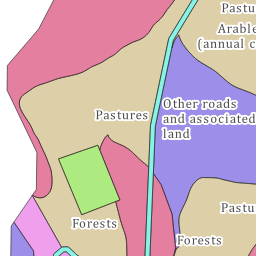 Pastu
Arable
(annual c
Other roads
and associated
land
Pastures
Pastu
Forests
Forests